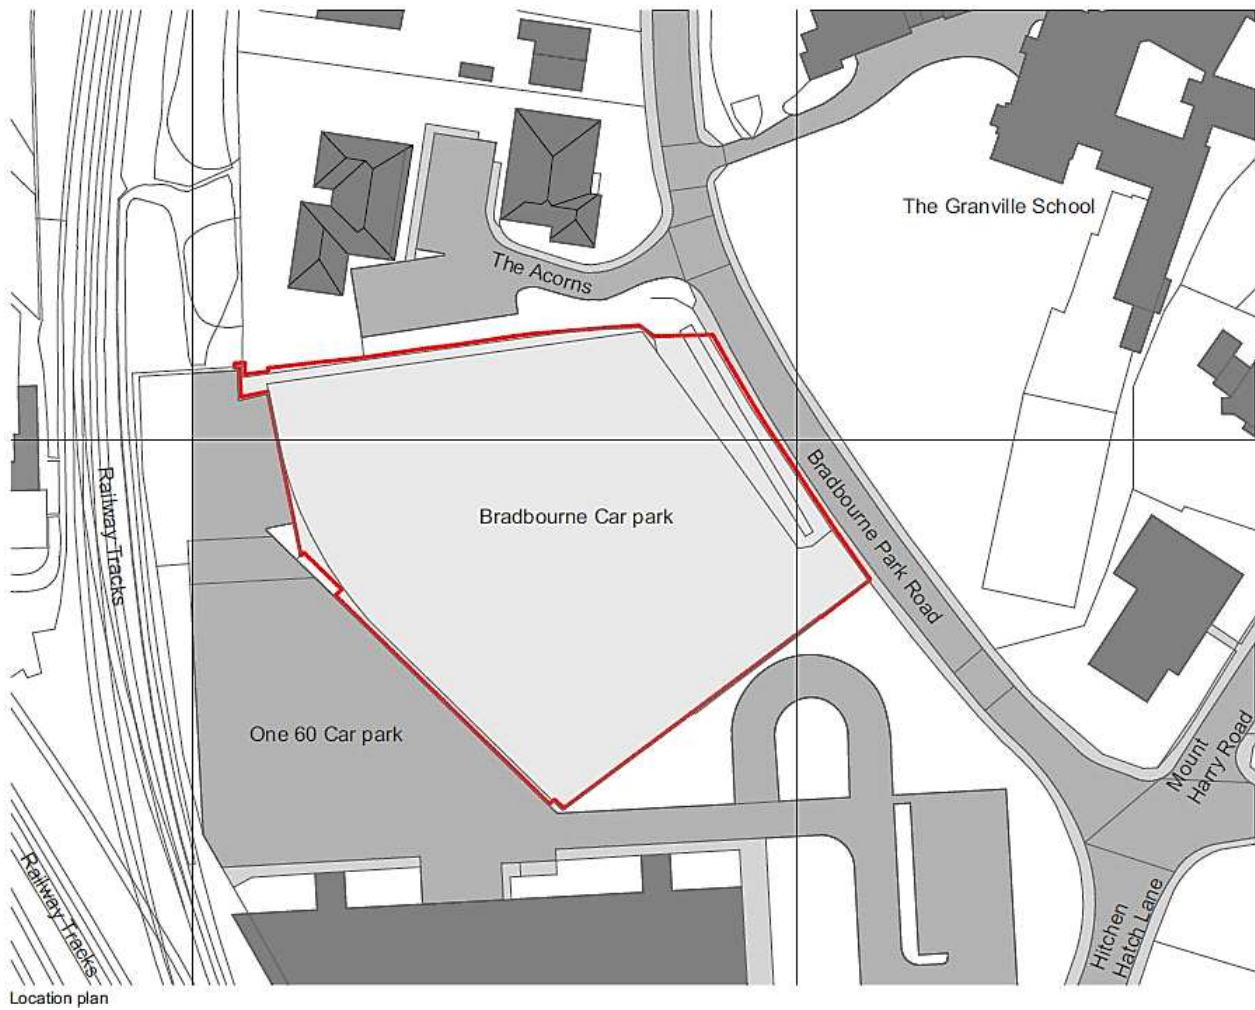 The Granville School
The Acorns
Bradbourne Car park
Railway Tracks
Bradbourne Park Road
One 60 Car park
Mount
Harry Road
Railway Tracks
Hitchen
Hatch Lane
Location plan